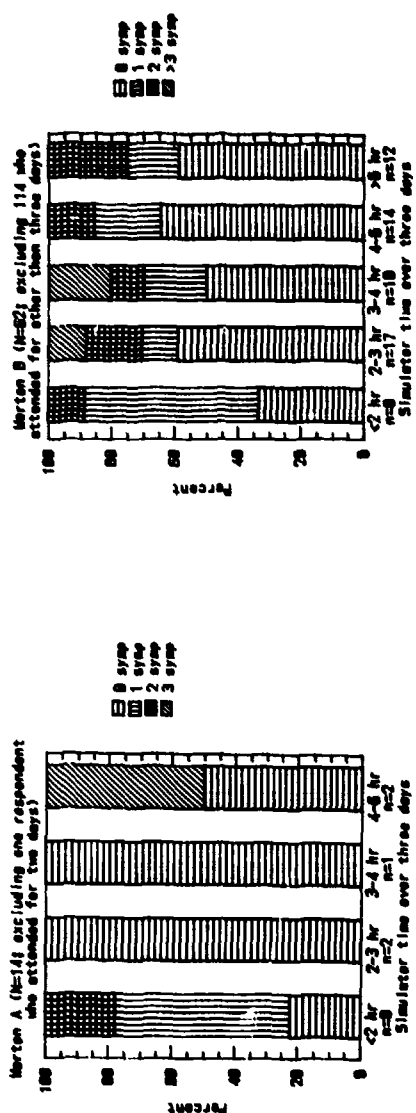 Warton A (N=14; excluding one respondent
who attended for two days)
100
80
60
40
20
0
Percent
<2 hr 2-3 hr 3-4 hr 4-6 hr
n=2 n=1 n=2
Simulator time over three days
0 symp
1 symp
2 symp
3 symp
Warton B (N=62; excluding 114 who
attended for other than three days)
100
80
60
40
20
0
Percent
<2 hr 2-3 hr 3-4 hr 4-6 hr >6 hr
n=17 n=10 n=14 n=12
Simulator time over three days
0 symp
1 symp
2 symp
>3 symp